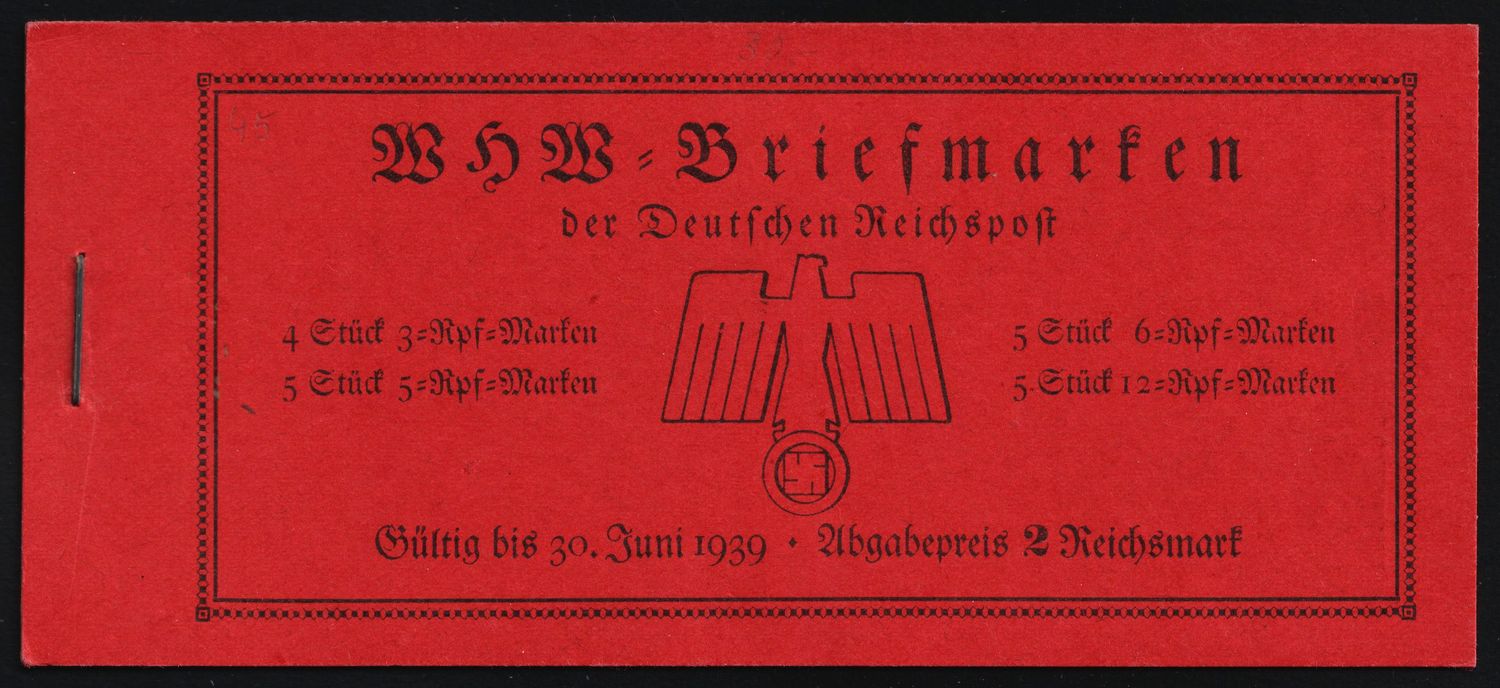 WHW-Briefmarken
der Deutschen Reichspost
4 Stück 3-Rpf-Marken
5 Stück 5-Rpf-Marken
5 Stück 6-Rpf-Marken
5 Stück 12-Rpf-Marken
Gültig bis 30. Juni 1939 · Abgabepreis 2 Reichsmark